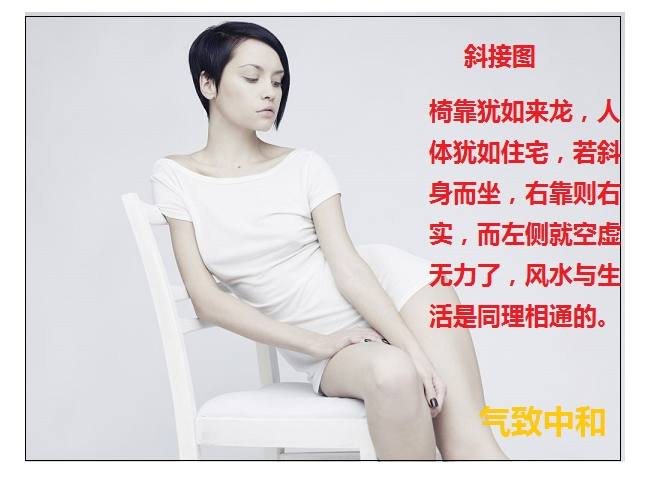 斜接图
椅靠犹如来龙，人
体犹如住宅，若斜
身而坐，右靠则右
实，而左侧就空虚
无力了，风水与生
活是同理相通的。
气致中和